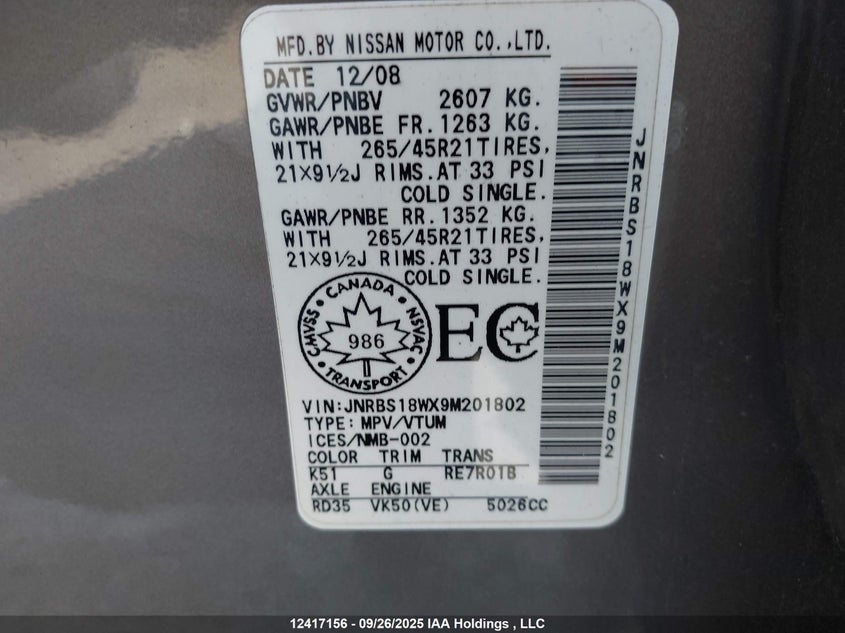 MFD.BY NISSAN MOTOR CO.,LTD.
DATE 12/08
GVWR/PNBV 2607 KG.
GAWR/PNBE FR. 1263 KG.
WITH 265/45R21TIRES,
21×9½J RIMS.AT 33 PSI
COLD SINGLE.
GAWR/PNBE RR. 1352 KG.
WITH 265/45R21TIRES,
21×9½J RIMS.AT 33 PSI
COLD SINGLE.
CANADA
CMVSS
NSVAC
986
TRANSPORT
EC
VIN:JNRBS18WX9M201802
TYPE: MPV/VTUM
ICES/NMB-002
COLOR TRIM TRANS
K51 G RE7R01B
AXLE ENGINE
RD35 VK50(VE) 5026CC
JNRBS18WX9M201802
12417156 - 09/26/2025 IAA Holdings , LLC